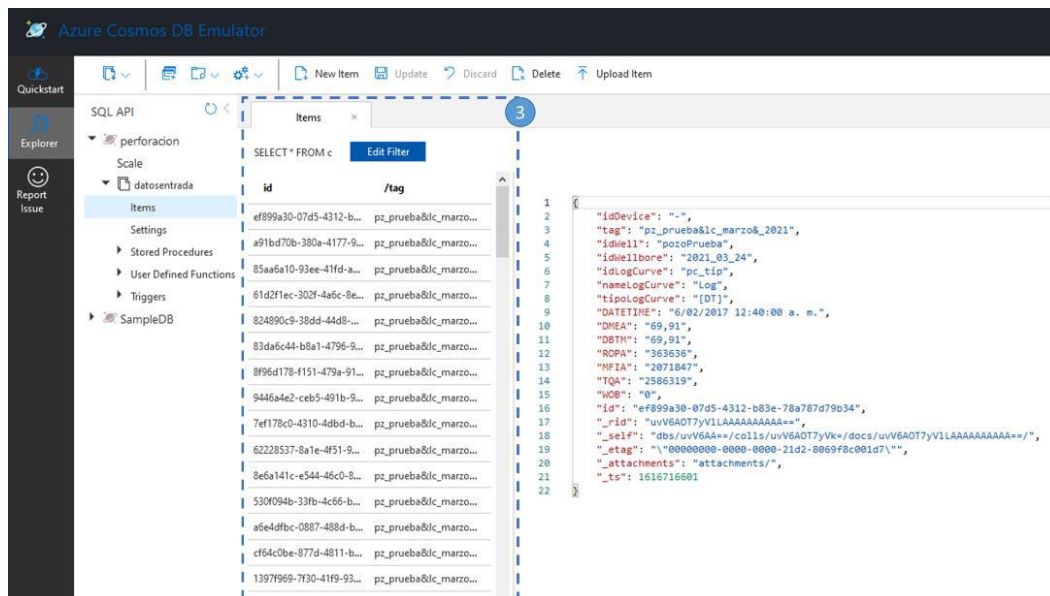 Azure Cosmos DB Emulator
New Item Update Discard Delete Upload Item
Quickstart
Explorer
Report
Issue
SQL API
perforacion
Scale
datosentrada
Items
Settings
Stored Procedures
User Defined Functions
Triggers
SampleDB
Items ×
3
SELECT * FROM c Edit Filter
id /tag
ef899a30-07d5-4312-b... pz_prueba&lc_marzo...
a91bd70b-380a-4177-9... pz_prueba&lc_marzo...
85aa6a10-93ee-41fd-a... pz_prueba&lc_marzo...
61d2f1ec-302f-4a6c-8e... pz_prueba&lc_marzo...
824890c9-38dd-44d8-... pz_prueba&lc_marzo...
83da6c44-b8a1-4796-9... pz_prueba&lc_marzo...
8f96d178-f151-479a-91... pz_prueba&lc_marzo...
9446a4e2-ceb5-491b-9... pz_prueba&lc_marzo...
7ef178c0-4310-4dbd-b... pz_prueba&lc_marzo...
62228537-8a1e-4f51-9... pz_prueba&lc_marzo...
8e6a141c-e544-46c0-8... pz_prueba&lc_marzo...
530f094b-33fb-4c66-b... pz_prueba&lc_marzo...
a6e4dfbc-0887-488d-b... pz_prueba&lc_marzo...
cf64c0be-877d-4811-b... pz_prueba&lc_marzo...
1397f969-7f30-41f9-93... pz_prueba&lc_marzo...
1 {
2 "idDevice": "-",
3 "tag": "pz_prueba&lc_marzo&_2021",
4 "idWell": "pozoPrueba",
5 "idWellbore": "2021_03_24",
6 "idLogCurve": "pc_tip",
7 "nameLogCurve": "Log",
8 "tipoLogCurve": "[DT]",
9 "DATETIME": "6/02/2017 12:40:00 a. m.",
10 "DMEA": "69,91",
11 "DBTM": "69,91",
12 "ROPA": "363636",
13 "MFIA": "2071847",
14 "TQA": "2586319",
15 "WOB": "0",
16 "id": "ef899a30-07d5-4312-b83e-78a787d79b34",
17 "_rid": "uvV6AOT7yV1LAAAAAAAAAA==",
18 "_self": "dbs/uvV6AA==/colls/uvV6AOT7yVk=/docs/uvV6AOT7yV1LAAAAAAAAAA==/",
19 "_etag": "\"00000000-0000-0000-21d2-8069f8c001d7\"",
20 "_attachments": "attachments/",
21 "_ts": 1616716601
22 }